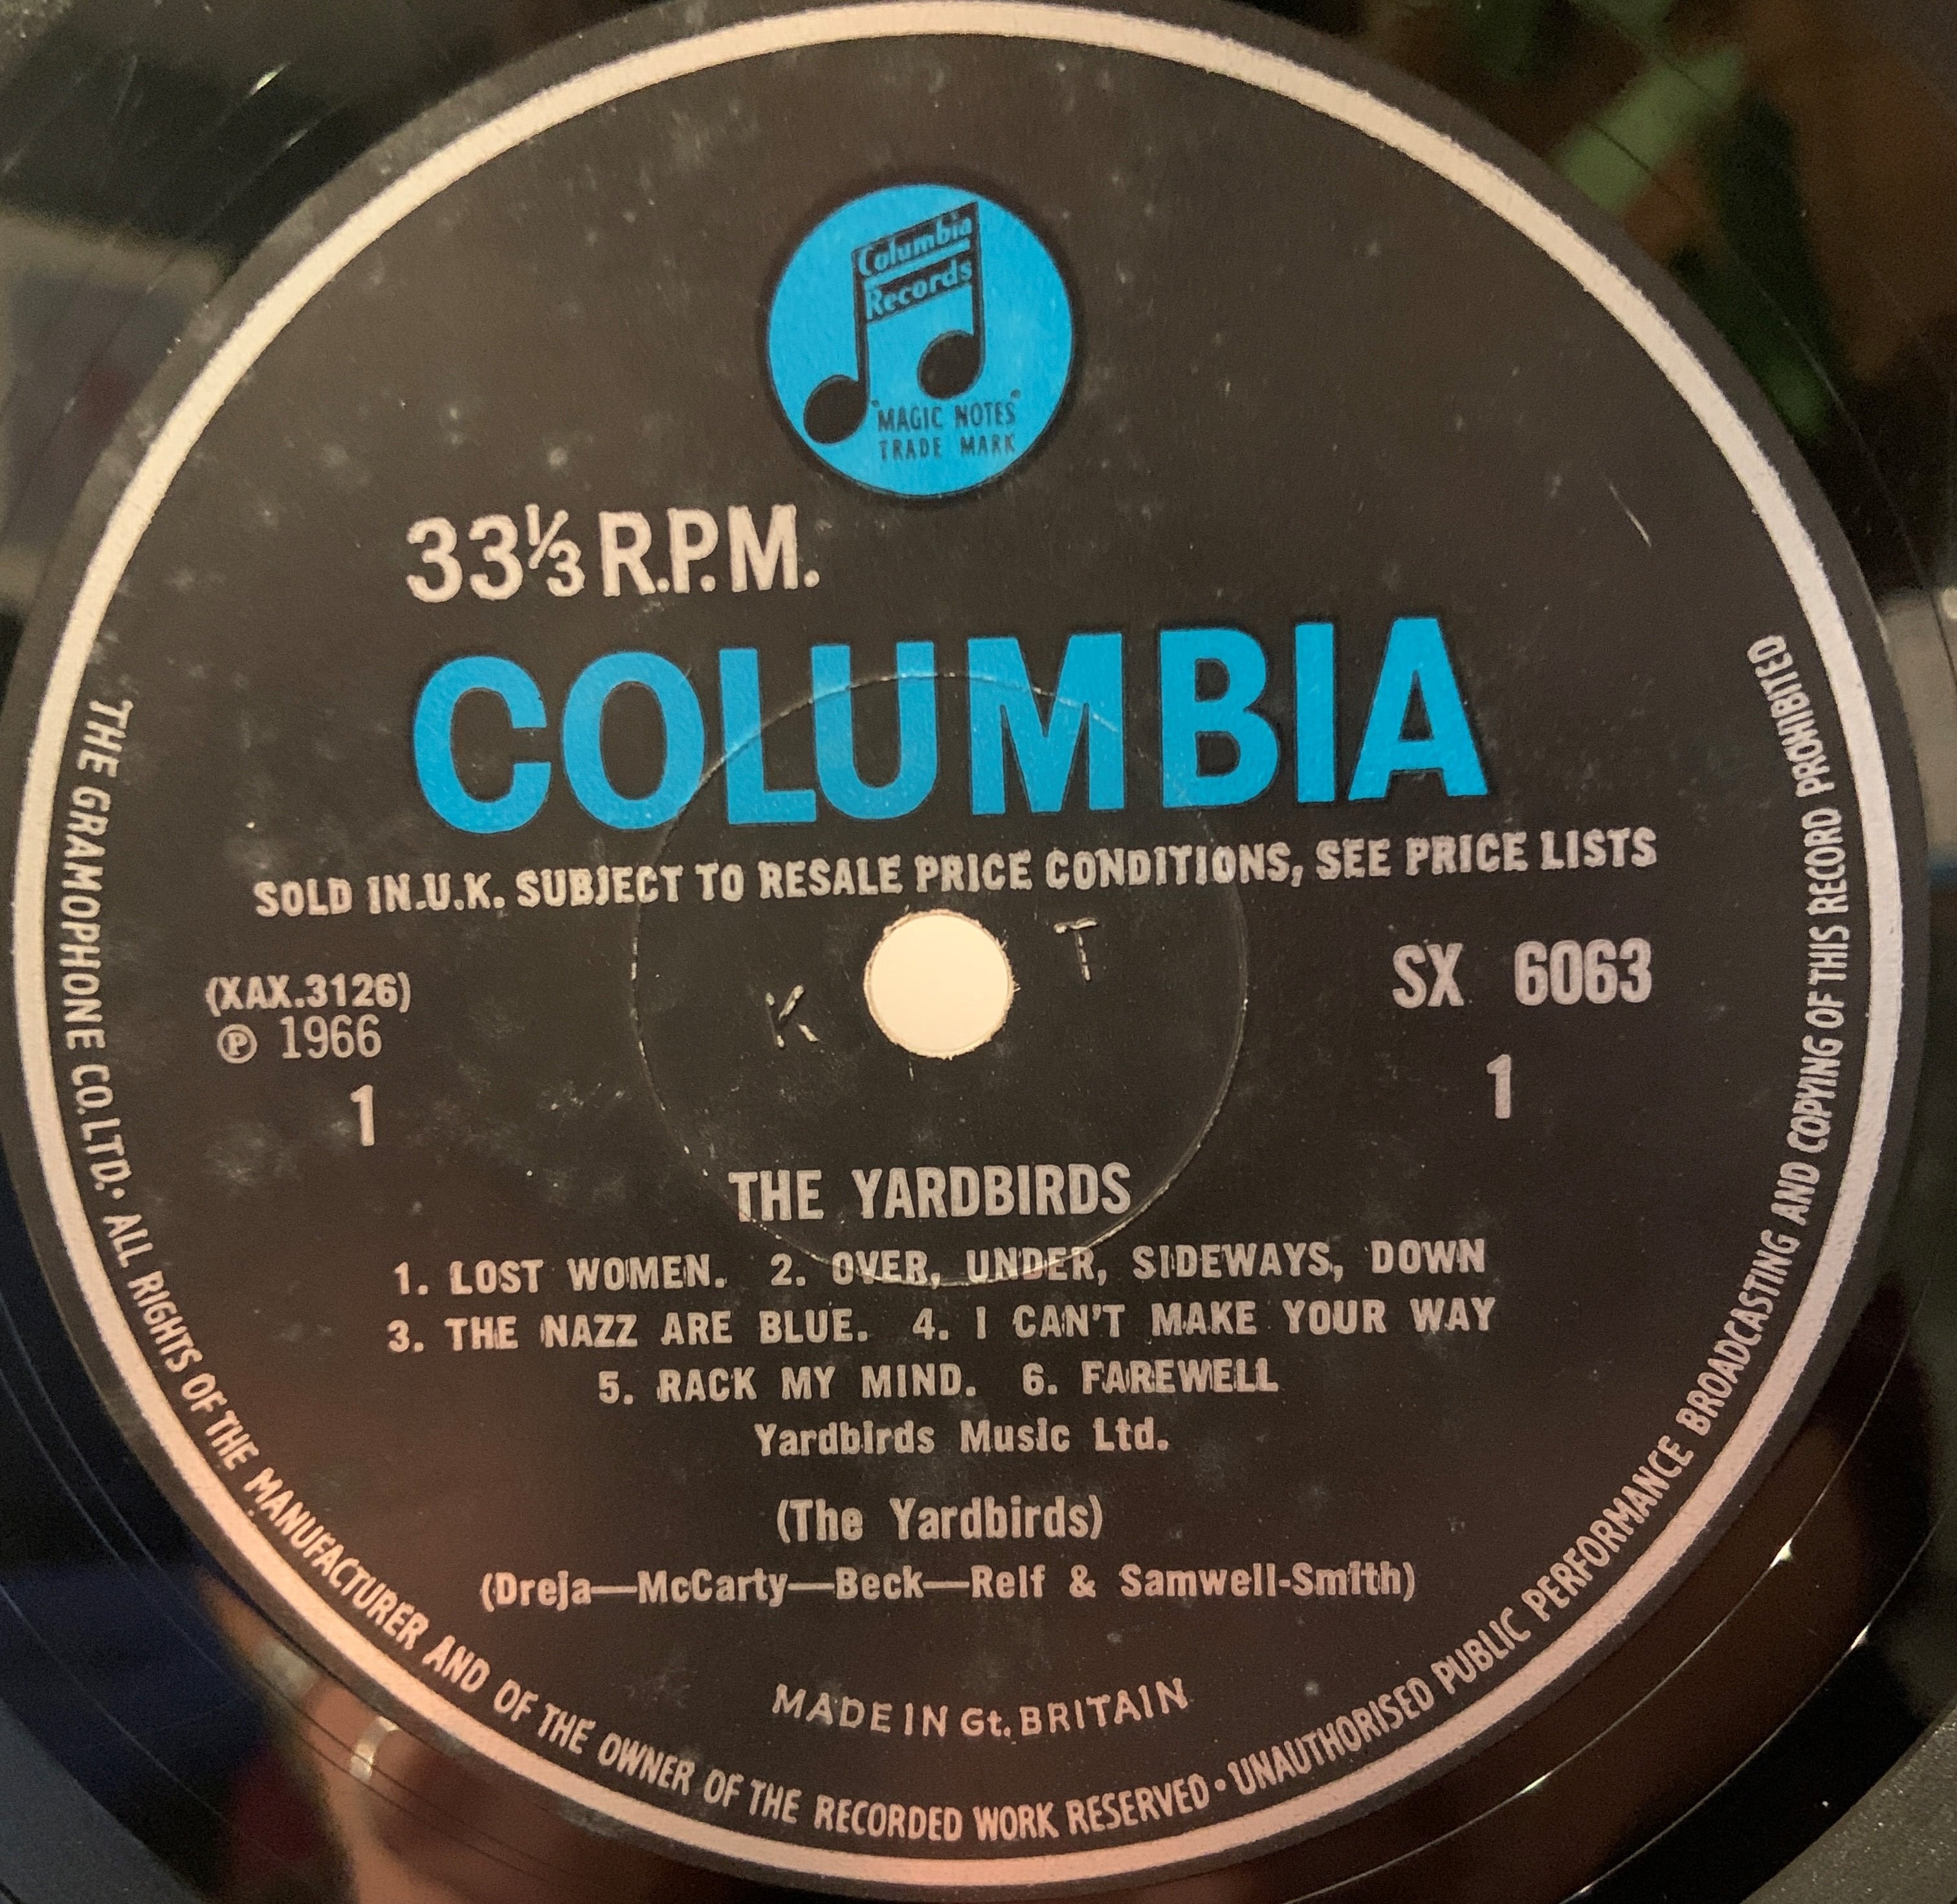 Columbia
Records
"MAGIC NOTES"
TRADE MARK
33⅓ R.P.M.
COLUMBIA
SOLD IN.U.K. SUBJECT TO RESALE PRICE CONDITIONS, SEE PRICE LISTS
K T
(XAX.3126)
℗ 1966
1
SX 6063
1
THE YARDBIRDS
1. LOST WOMEN. 2. OVER, UNDER, SIDEWAYS, DOWN
3. THE NAZZ ARE BLUE. 4. I CAN'T MAKE YOUR WAY
5. RACK MY MIND. 6. FAREWELL
Yardbirds Music Ltd.
(The Yardbirds)
(Dreja—McCarty—Beck—Relf & Samwell-Smith)
MADE IN Gt. BRITAIN
THE GRAMOPHONE CO. LTD. • ALL RIGHTS OF THE MANUFACTURER AND OF THE OWNER OF THE RECORDED WORK RESERVED • UNAUTHORISED PUBLIC PERFORMANCE BROADCASTING AND COPYING OF THIS RECORD PROHIBITED